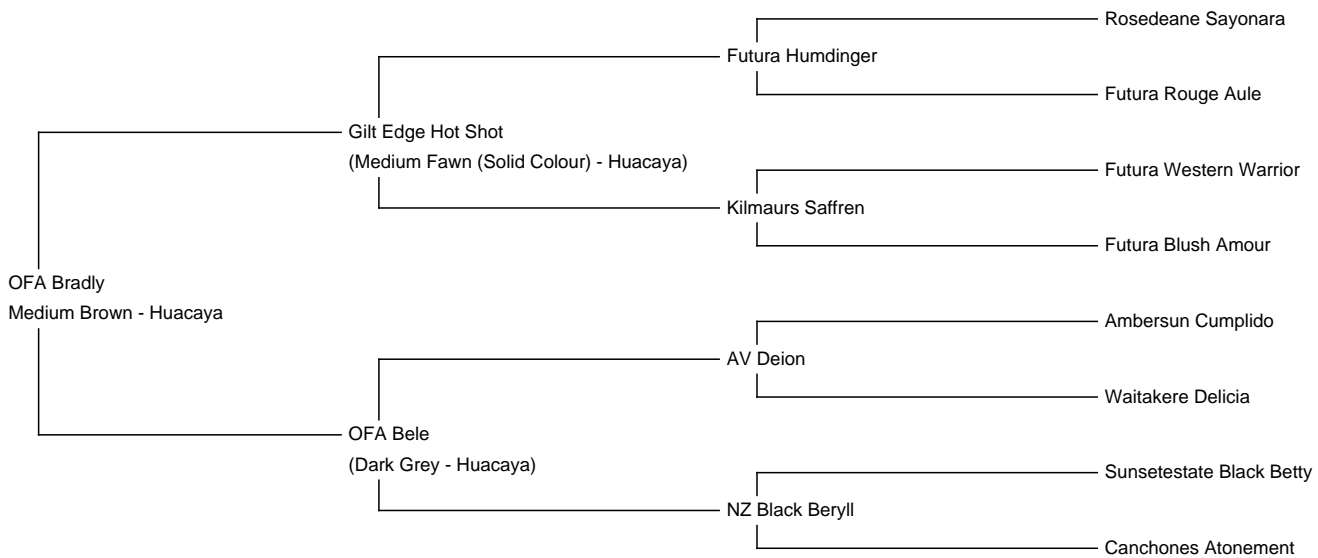 Rosedeane Sayonara
Futura Humdinger
Futura Rouge Aule
Gilt Edge Hot Shot
(Medium Fawn (Solid Colour) - Huacaya)
Futura Western Warrior
Kilmaurs Saffren
Futura Blush Amour
OFA Bradly
Medium Brown - Huacaya
Ambersun Cumplido
AV Deion
Waitakere Delicia
OFA Bele
(Dark Grey - Huacaya)
Sunsetestate Black Betty
NZ Black Beryll
Canchones Atonement